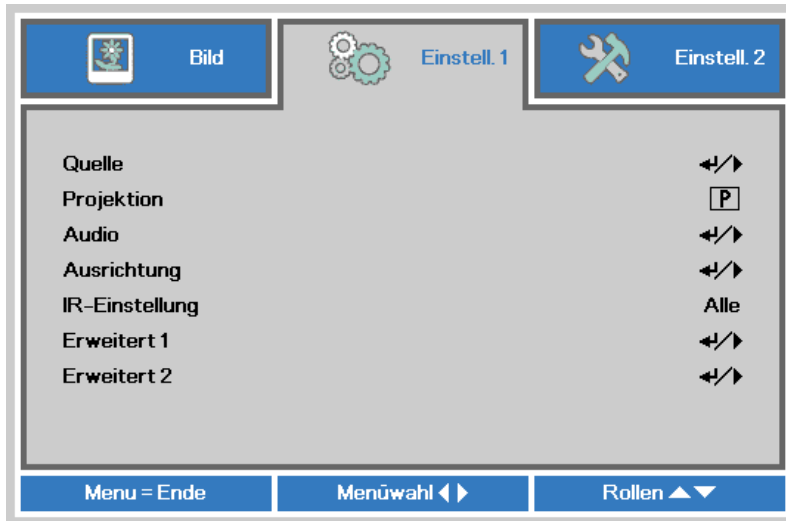 Bild
Einstell. 1
Einstell. 2
Quelle
Projektion P
Audio
Ausrichtung
IR-Einstellung Alle
Erweitert 1
Erweitert 2
Menu = Ende
Menūwahl
Rollen